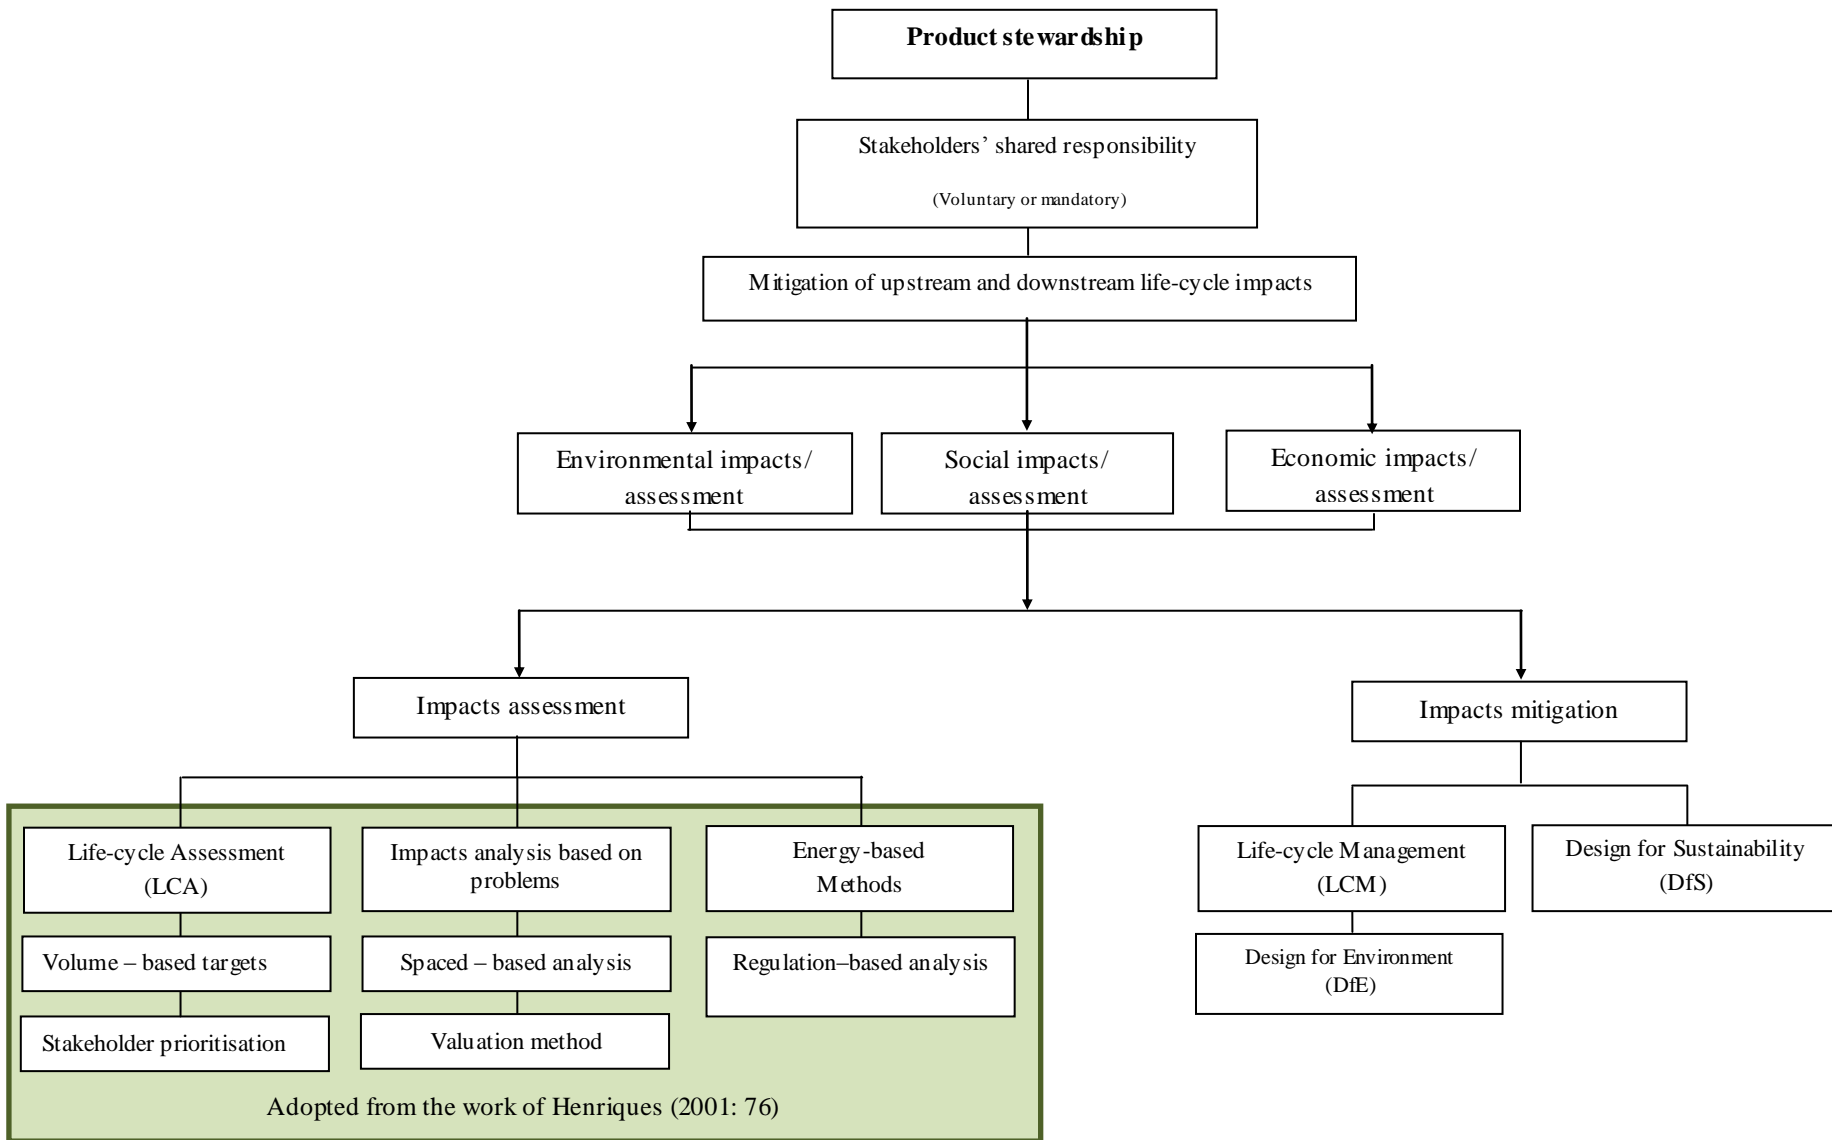 Product stewardship
Stakeholders’ shared responsibility
(Voluntary or mandatory)
Mitigation of upstream and downstream life-cycle impacts
Environmental impacts/
assessment
Social impacts/
assessment
Economic impacts/
assessment
Impacts assessment
Impacts mitigation
Life-cycle Assessment
(LCA)
Impacts analysis based on
problems
Energy-based
Methods
Life-cycle Management
(LCM)
Design for Sustainability
(DfS)
Volume – based targets
Spaced – based analysis
Regulation–based analysis
Design for Environment
(DfE)
Stakeholder prioritisation
Valuation method
Adopted from the work of Henriques (2001: 76)